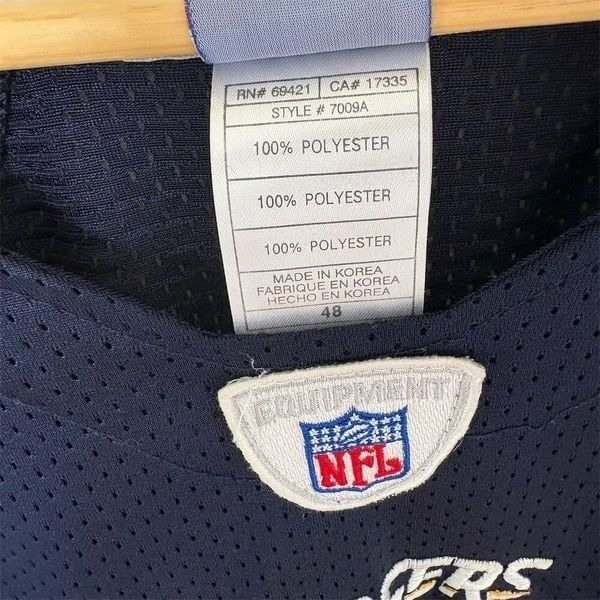 RN# 69421 CA# 17335
STYLE # 7009A
100% POLYESTER
100% POLYESTER
100% POLYESTER
MADE IN KOREA
FABRIQUE EN KOREA
HECHO EN KOREA
48
EQUIPMENT
NFL